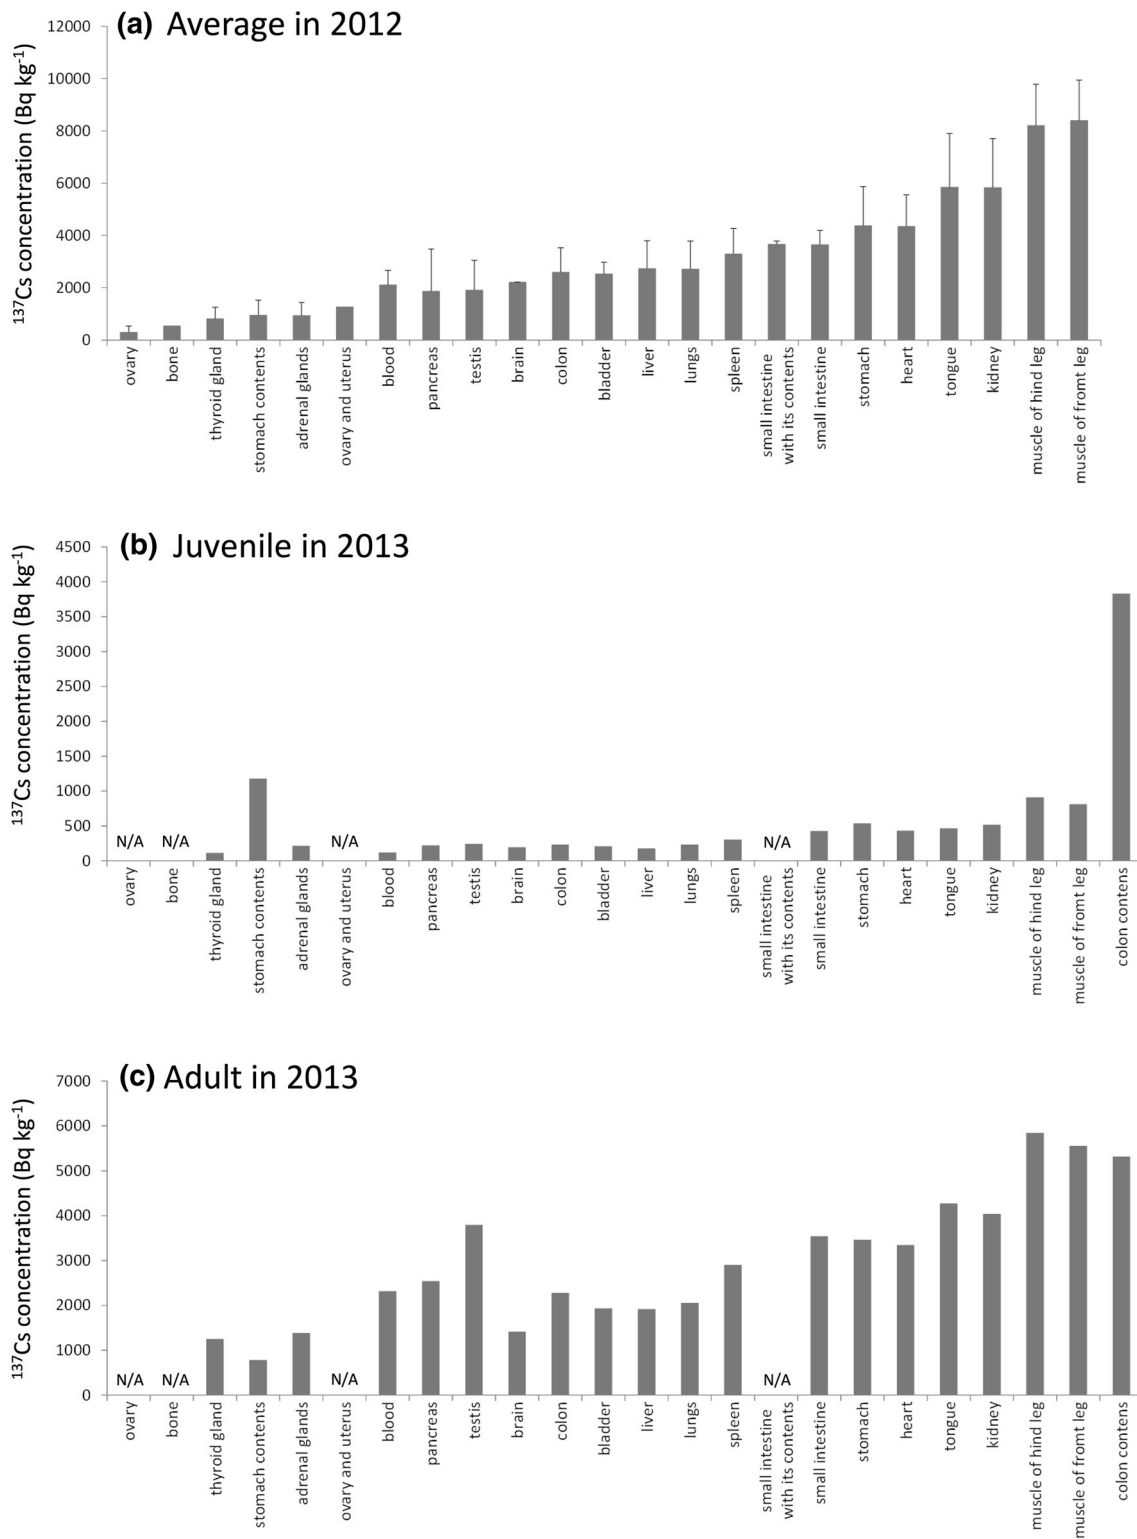 (a) Average in 2012
137Cs concentration (Bq kg-1)
12000
10000
8000
6000
4000
2000
0
ovary
bone
thyroid gland
stomach contents
adrenal glands
ovary and uterus
blood
pancreas
testis
brain
colon
bladder
liver
lungs
spleen
small intestine
with its contents
small intestine
stomach
heart
tongue
kidney
muscle of hind leg
muscle of fromt leg
(b) Juvenile in 2013
137Cs concentration (Bq kg-1)
4500
4000
3500
3000
2500
2000
1500
1000
500
0
N/A
N/A
N/A
N/A
ovary
bone
thyroid gland
stomach contents
adrenal glands
ovary and uterus
blood
pancreas
testis
brain
colon
bladder
liver
lungs
spleen
small intestine
with its contents
small intestine
stomach
heart
tongue
kidney
muscle of hind leg
muscle of fromt leg
colon contens
(c) Adult in 2013
137Cs concentration (Bq kg-1)
7000
6000
5000
4000
3000
2000
1000
0
N/A
N/A
N/A
N/A
ovary
bone
thyroid gland
stomach contents
adrenal glands
ovary and uterus
blood
pancreas
testis
brain
colon
bladder
liver
lungs
spleen
small intestine
with its contents
small intestine
stomach
heart
tongue
kidney
muscle of hind leg
muscle of fromt leg
colon contens